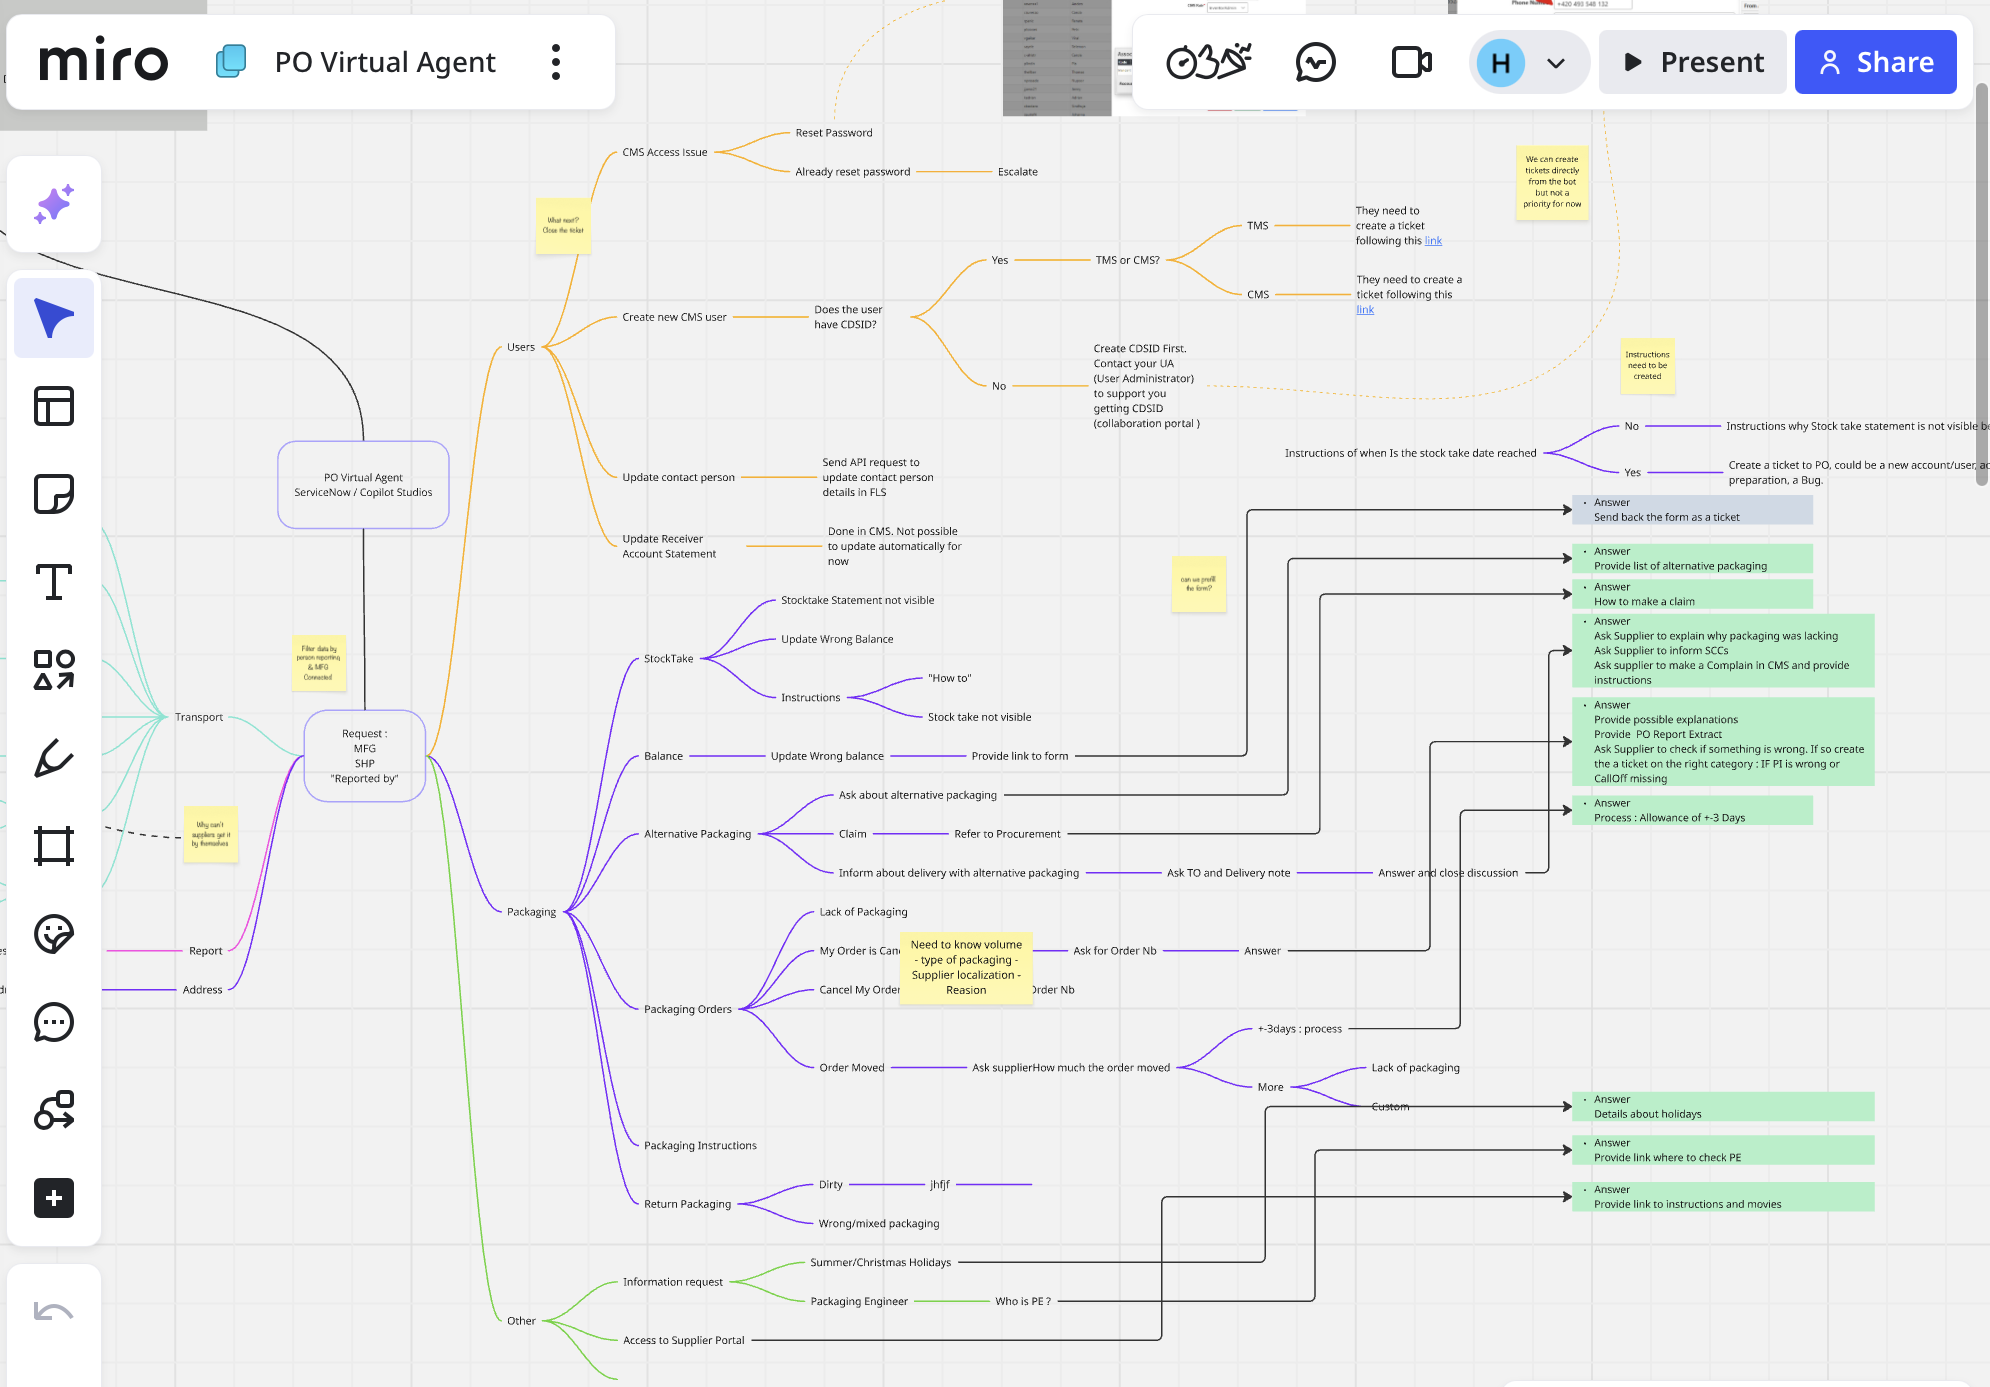 miro
PO Virtual Agent
H
Present
Share
+420 493 548 132
Reset Password
CMS Access Issue
Already reset password
Escalate
What next?
Close the ticket
We can create
tickets directly
from the bot
but not a
priority for now
They need to
create a ticket
following this link
TMS
Yes
TMS or CMS?
CMS
They need to create a
ticket following this
link
Create new CMS user
Does the user
have CDSID?
Users
No
Create CDSID First.
Contact your UA
(User Administrator)
to support you
getting CDSID
(collaboration portal )
Instructions
need to be
created
No
Instructions why Stock take statement is not visible
Instructions of when Is the stock take date reached
Yes
Create a ticket to PO, could be a new account/user,
preparation, a Bug.
PO Virtual Agent
ServiceNow / Copilot Studios
Update contact person
Send API request to
update contact person
details in FLS
Update Receiver
Account Statement
Done in CMS. Not possible
to update automatically for
now
can we prefill
the form?
Answer
Send back the form as a ticket
Answer
Provide list of alternative packaging
Answer
How to make a claim
Answer
Ask Supplier to explain why packaging was lacking
Ask Supplier to inform SCCs
Ask supplier to make a Complain in CMS and provide
instructions
Answer
Provide possible explanations
Provide PO Report Extract
Ask Supplier to check if something is wrong. If so create
the a ticket on the right category : IF PI is wrong or
CallOff missing
Answer
Process : Allowance of +-3 Days
Stocktake Statement not visible
Update Wrong Balance
StockTake
Instructions
"How to"
Stock take not visible
Filter data by
person reporting
& MFG
Connected
Transport
Request :
MFG
SHP
"Reported by"
Balance
Update Wrong balance
Provide link to form
Ask about alternative packaging
Alternative Packaging
Claim
Refer to Procurement
Inform about delivery with alternative packaging
Ask TO and Delivery note
Answer and close discussion
Why can't
suppliers get it
by themselves
Packaging
Lack of Packaging
My Order is Canc
Need to know volume
- type of packaging -
Supplier localization -
Reasion
Ask for Order Nb
Answer
Cancel My Order
Order Nb
Report
Address
Packaging Orders
+-3days : process
Order Moved
Ask supplierHow much the order moved
More
Lack of packaging
Custom
Answer
Details about holidays
Answer
Provide link where to check PE
Answer
Provide link to instructions and movies
Packaging Instructions
Return Packaging
Dirty
jhfjf
Wrong/mixed packaging
Summer/Christmas Holidays
Information request
Packaging Engineer
Who is PE ?
Other
Access to Supplier Portal